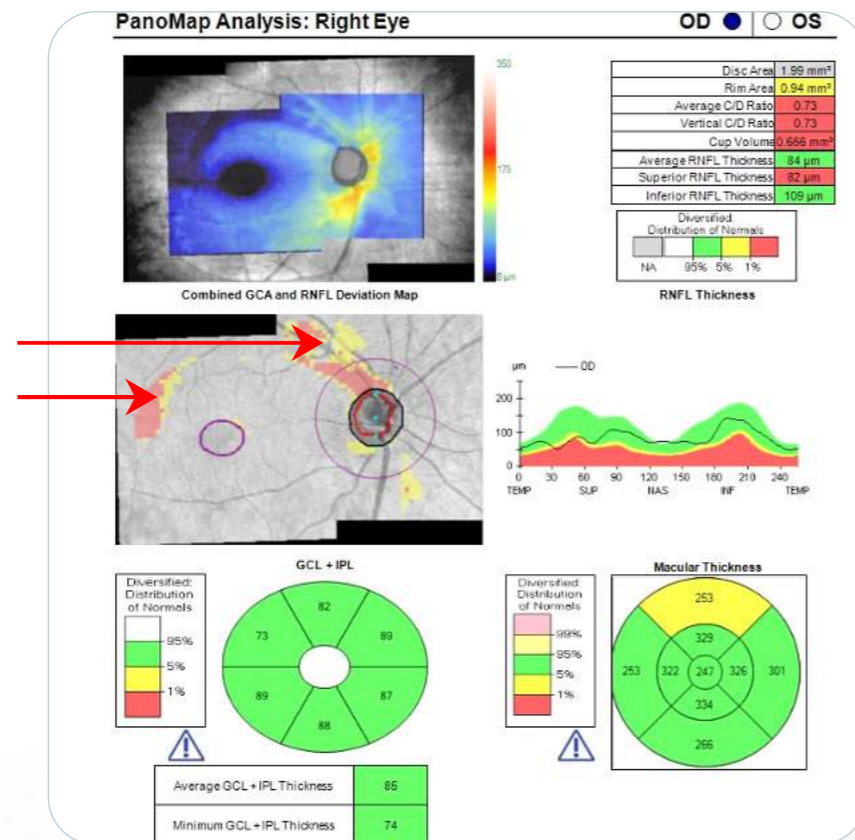 PanoMap Analysis: Right Eye
OD OS
350
175
0 µm
Disc Area 1.99 mm²
Rim Area 0.94 mm²
Average C/D Ratio 0.73
Vertical C/D Ratio 0.73
Cup Volume 0.666 mm³
Average RNFL Thickness 84 µm
Superior RNFL Thickness 82 µm
Inferior RNFL Thickness 109 µm
Diversified:
Distribution of Normals
NA 95% 5% 1%
Combined GCA and RNFL Deviation Map
RNFL Thickness
µm OD
200
100
0
0 30 60 90 120 150 180 210 240
TEMP SUP NAS INF TEMP
GCL + IPL
Diversified:
Distribution
of Normals
95%
5%
1%
82
73
89
89
87
88
Average GCL + IPL Thickness 85
Minimum GCL + IPL Thickness 74
Macular Thickness
Diversified:
Distribution
of Normals
99%
95%
5%
1%
253
329
253 322 247 326 301
334
266